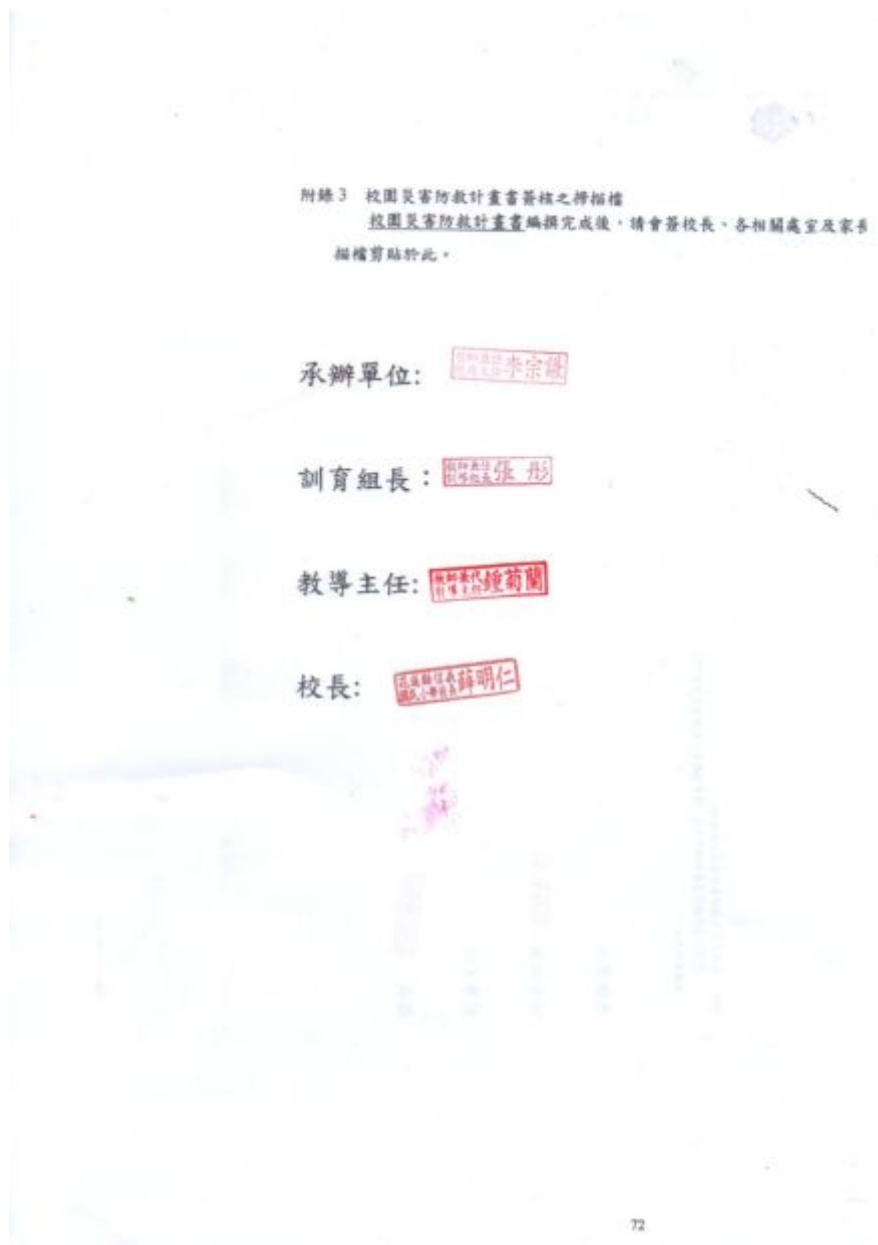 附錄 3 校園災害防救計畫書簽核之掃描檔
校園災害防救計畫書編撰完成後，請會簽校長、各相關處室及家長
描檔剪貼於此。
承辦單位: 李宗謙
訓育組長：張 彤
教導主任: 鍾菊蘭
校長: 薛明仁
72